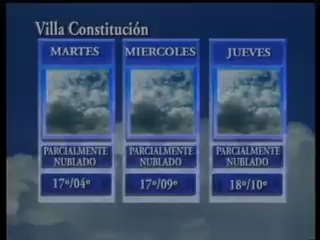 Villa Constitución
MARTES
MIERCOLES
JUEVES
PARCIALMENTE
NUBLADO
PARCIALMENTE
NUBLADO
PARCIALMENTE
NUBLADO
17º/04º
17º/09º
18º/10º